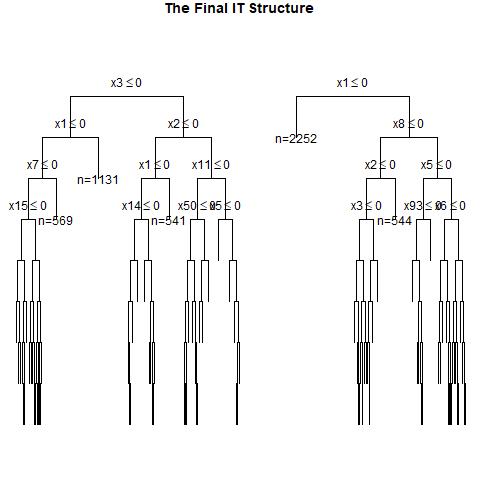 The Final IT Structure
x3 ≤ 0 x1 ≤ 0
x1 ≤ 0 x2 ≤ 0 x8 ≤ 0
n=2252
x7 ≤ 0 x1 ≤ 0 x11 ≤ 0 x2 ≤ 0 x5 ≤ 0
n=1131
x15 ≤ 0 x14 ≤ 0 x50 ≤ 0 x5 ≤ 0 x3 ≤ 0 x93 ≤ 0 x6 ≤ 0
n=569 n=541 n=544